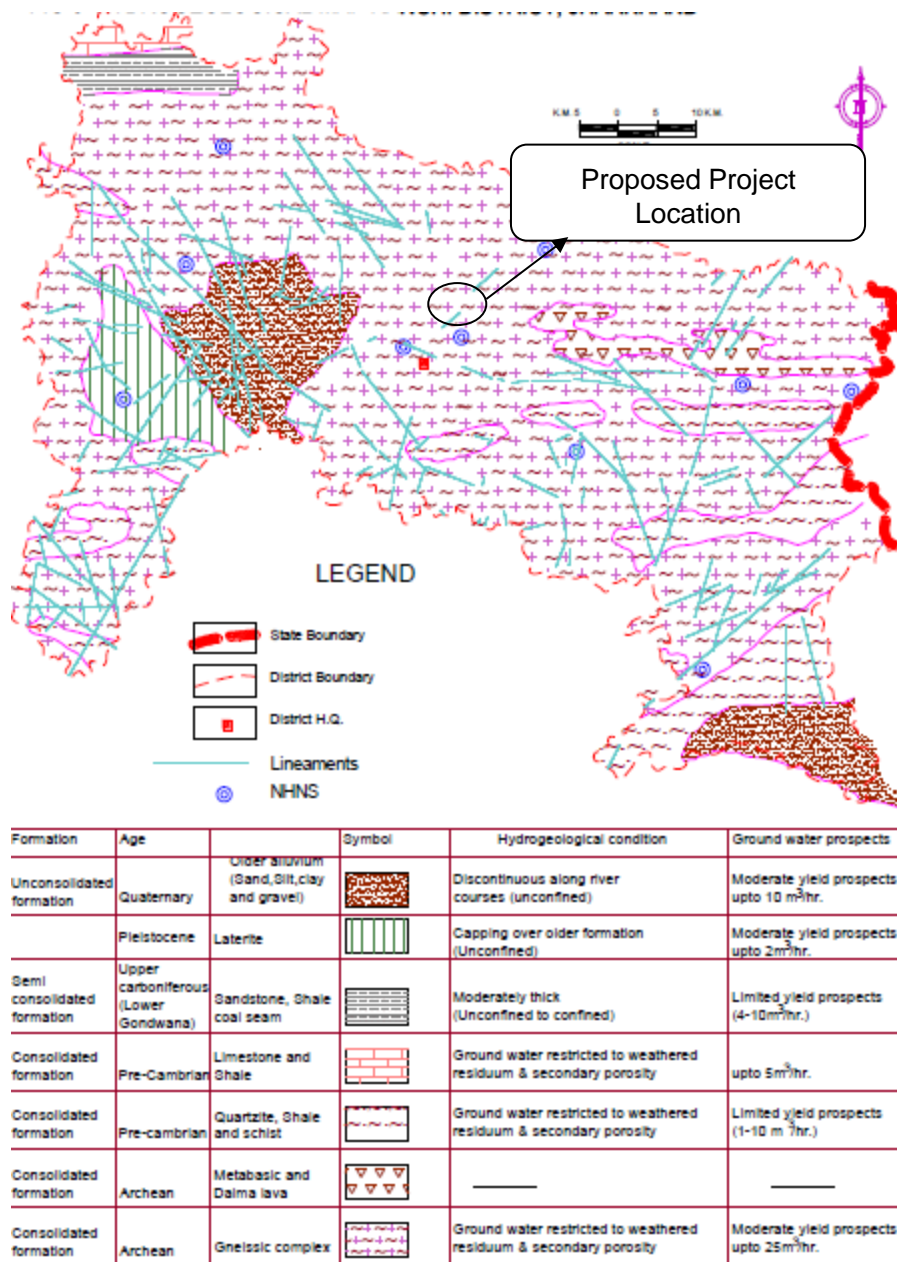 K.M.5 0 5 10 K.M.
N
Proposed Project
Location
LEGEND
State Boundary
District Boundary
District H.Q.
Lineaments
NHNS
Formation Age Symbol Hydrogeological condition Ground water prospects
Unconsolidated formation Quaternary Older alluvium (Sand,Silt,clay and gravel) Discontinuous along river courses (unconfined) Moderate yield prospects upto 10 m³/hr.
Pleistocene Laterite Capping over older formation (Unconfined) Moderate yield prospects upto 2m³/hr.
Semi consolidated formation Upper carboniferous (Lower Gondwana) Sandstone, Shale coal seam Moderately thick (Unconfined to confined) Limited yield prospects (4-10m³/hr.)
Consolidated formation Pre-Cambrian Limestone and Shale Ground water restricted to weathered residuum & secondary porosity upto 5m³/hr.
Consolidated formation Pre-cambrian Quartzite, Shale and schist Ground water restricted to weathered residuum & secondary porosity Limited yield prospects (1-10 m³/hr.)
Consolidated formation Archean Metabasic and Dalma lava
Consolidated formation Archean Gneissic complex Ground water restricted to weathered residuum & secondary porosity Moderate yield prospects upto 25m³/hr.